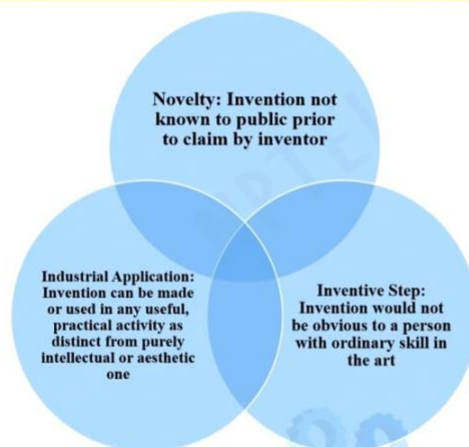 Novelty: Invention not
known to public prior
to claim by inventor
Industrial Application:
Invention can be made
or used in any useful,
practical activity as
distinct from purely
intellectual or aesthetic
one
Inventive Step:
Invention would not
be obvious to a person
with ordinary skill in
the art
NPTEL